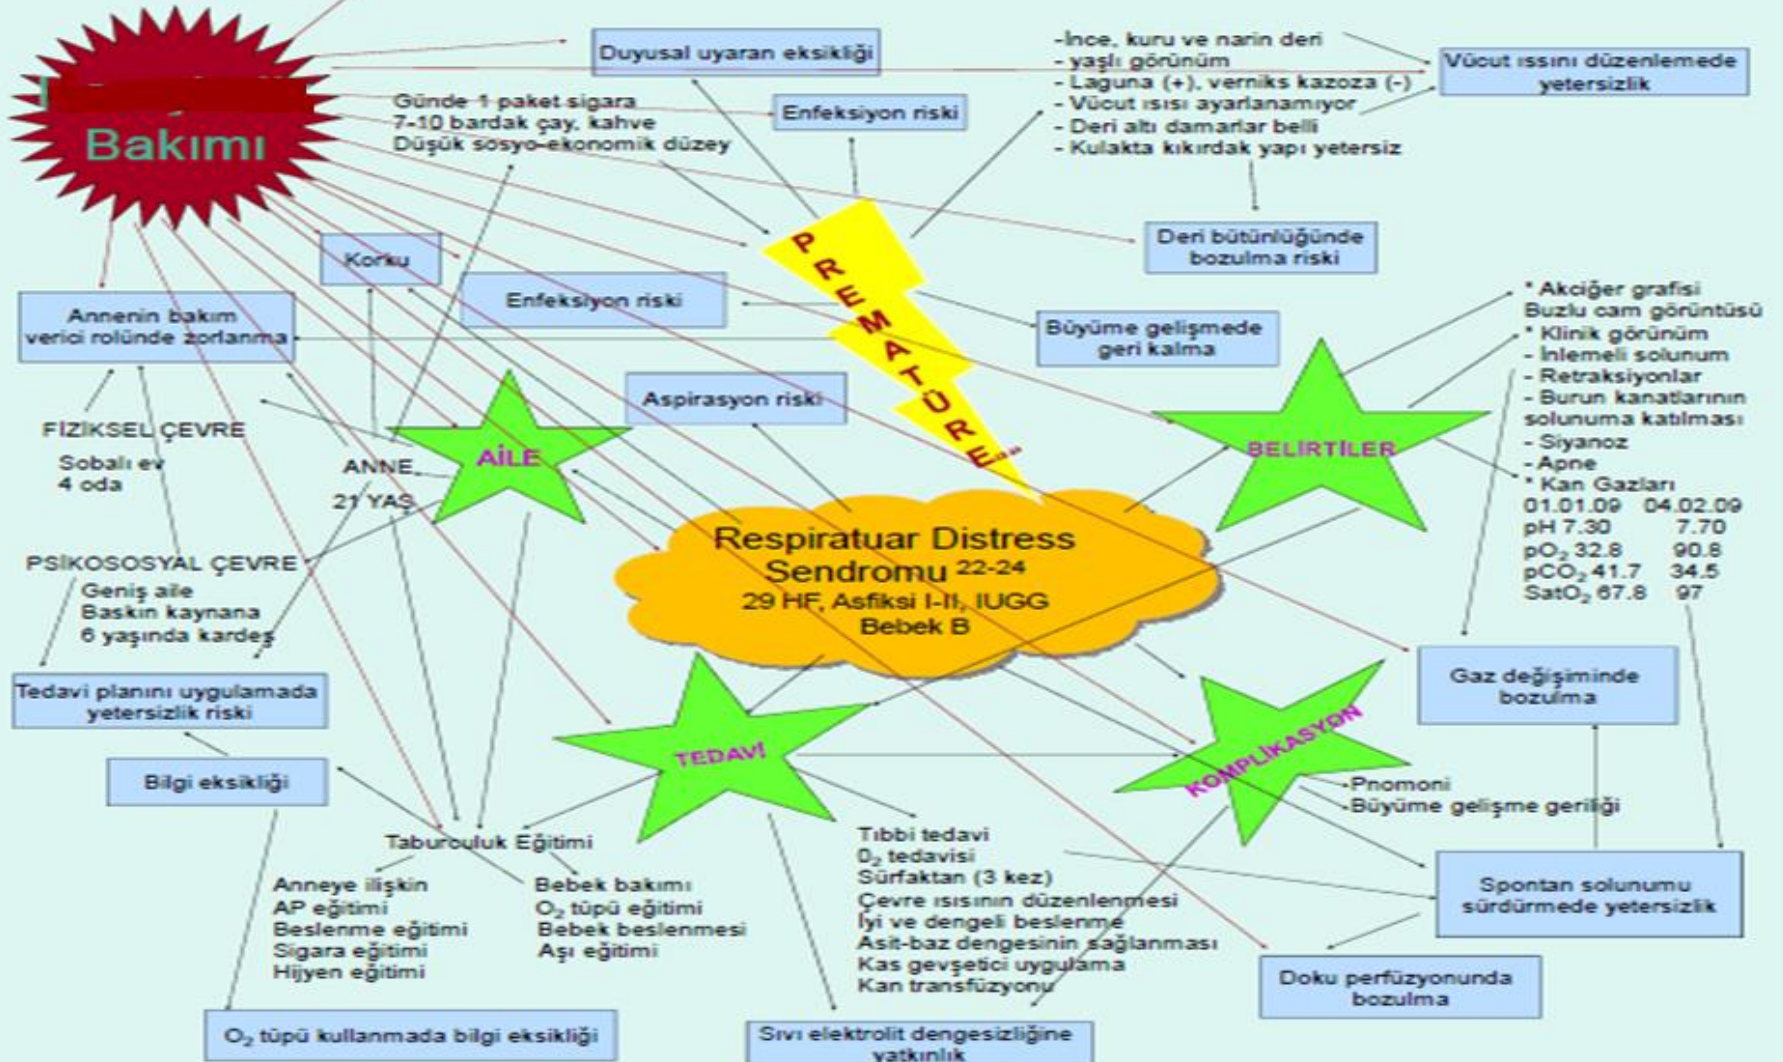 Bakımı
Duyusal uyaran eksikliği
Günde 1 paket sigara
7-10 bardak çay, kahve
Düşük sosyo-ekonomik düzey
Enfeksiyon riski
-İnce, kuru ve narin deri
- yaşlı görünüm
- Laguna (+), verniks kazoza (-)
- Vücut ısısı ayarlanamıyor
- Deri altı damarlar belli
- Kulakta kıkırdak yapı yetersiz
Vücut ıssını düzenlemede
yetersizlik
Deri bütünlüğünde
bozulma riski
Korku
Enfeksiyon riski
Annenin bakım
verici rolünde zorlanma
PREMATÜRE
Büyüme gelişmede
geri kalma
Aspirasyon riski
FİZİKSEL ÇEVRE
Sobalı ev
4 oda
AİLE
ANNE
21 YAŞ
PSİKOSOSYAL ÇEVRE
Geniş aile
Baskın kaynana
6 yaşında kardeş
BELİRTİLER
* Akciğer grafisi
Buzlu cam görüntüsü
* Klinik görünüm
- İnlemeli solunum
- Retraksiyonlar
- Burun kanatlarının
solunuma katılması
- Siyanoz
- Apne
* Kan Gazları
01.01.09 04.02.09
pH 7.30 7.70
pO₂ 32.8 90.8
pCO₂ 41.7 34.5
SatO₂ 67.8 97
Respiratuar Distress
Sendromu 22-24
29 HF, Asfiksi I-II, IUGG
Bebek B
Tedavi planını uygulamada
yetersizlik riski
Bilgi eksikliği
TEDAVİ
KOMPLİKASYON
Pnomoni
Büyüme gelişme geriliği
Gaz değişiminde
bozulma
Taburculuk Eğitimi
Anneye ilişkin
AP eğitimi
Beslenme eğitimi
Sigara eğitimi
Hijyen eğitimi
Bebek bakımı
O₂ tüpü eğitimi
Bebek beslenmesi
Aşı eğitimi
Tıbbi tedavi
0₂ tedavisi
Sürfaktan (3 kez)
Çevre ısısının düzenlenmesi
İyi ve dengeli beslenme
Asit-baz dengesinin sağlanması
Kas gevşetici uygulama
Kan transfüzyonu
Spontan solunumu
sürdürmede yetersizlik
Doku perfüzyonunda
bozulma
O₂ tüpü kullanmada bilgi eksikliği
Sıvı elektrolit dengesizliğine
yatkınlık